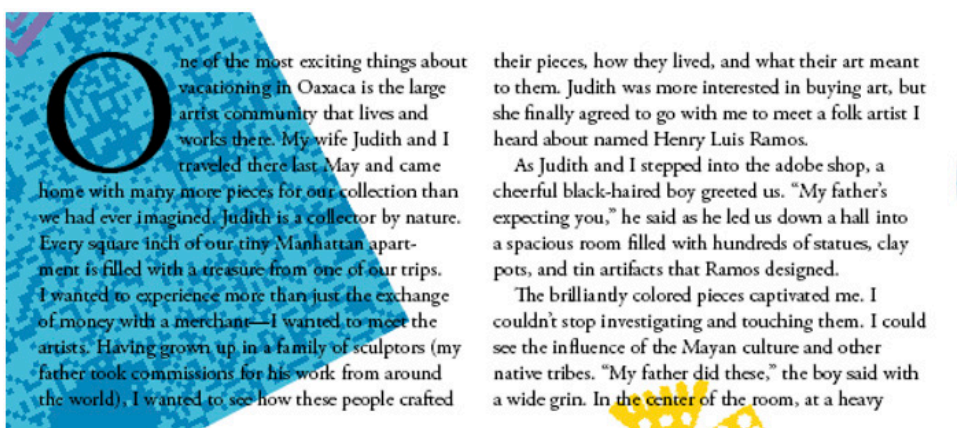 One of the most exciting things about
vacationing in Oaxaca is the large
artist community that lives and
works there. My wife Judith and I
traveled there last May and came
home with many more pieces for our collection than
we had ever imagined. Judith is a collector by nature.
Every square inch of our tiny Manhattan apart-
ment is filled with a treasure from one of our trips.
I wanted to experience more than just the exchange
of money with a merchant—I wanted to meet the
artists. Having grown up in a family of sculptors (my
father took commissions for his work from around
the world), I wanted to see how these people crafted
their pieces, how they lived, and what their art meant
to them. Judith was more interested in buying art, but
she finally agreed to go with me to meet a folk artist I
heard about named Henry Luis Ramos.
As Judith and I stepped into the adobe shop, a
cheerful black-haired boy greeted us. “My father’s
expecting you,” he said as he led us down a hall into
a spacious room filled with hundreds of statues, clay
pots, and tin artifacts that Ramos designed.
The brilliantly colored pieces captivated me. I
couldn’t stop investigating and touching them. I could
see the influence of the Mayan culture and other
native tribes. “My father did these,” the boy said with
a wide grin. In the center of the room, at a heavy